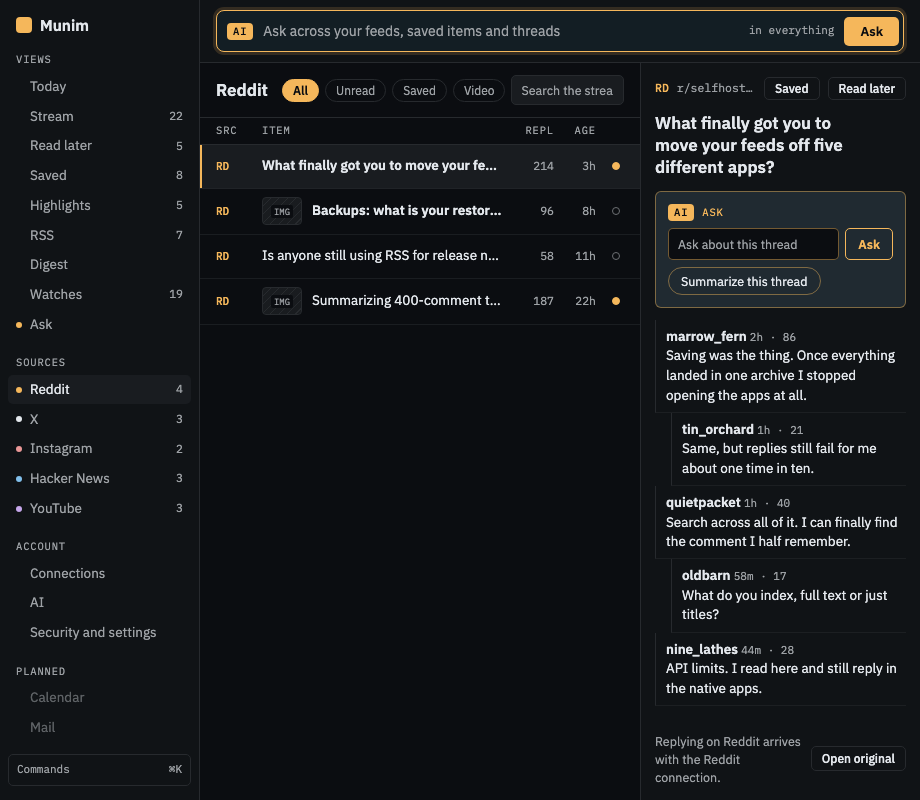 Munim
VIEWS
Today
Stream 22
Read later 5
Saved 8
Highlights 5
RSS 7
Digest
Watches 19
Ask
SOURCES
Reddit 4
X 3
Instagram 2
Hacker News 3
YouTube 3
ACCOUNT
Connections
AI
Security and settings
PLANNED
Calendar
Mail
Commands ⌘K
AI Ask across your feeds, saved items and threads in everything Ask
Reddit All Unread Saved Video Search the strea
SRC ITEM REPL AGE
RD What finally got you to move your fe… 214 3h
RD IMG Backups: what is your restor… 96 8h
RD Is anyone still using RSS for release n… 58 11h
RD IMG Summarizing 400-comment t… 187 22h
RD r/selfhost… Saved Read later
What finally got you to
move your feeds off five
different apps?
AI ASK
Ask about this thread Ask
Summarize this thread
marrow_fern 2h · 86
Saving was the thing. Once everything
landed in one archive I stopped
opening the apps at all.
tin_orchard 1h · 21
Same, but replies still fail for me
about one time in ten.
quietpacket 1h · 40
Search across all of it. I can finally find
the comment I half remember.
oldbarn 58m · 17
What do you index, full text or just
titles?
nine_lathes 44m · 28
API limits. I read here and still reply in
the native apps.
Replying on Reddit arrives
with the Reddit
connection.
Open original